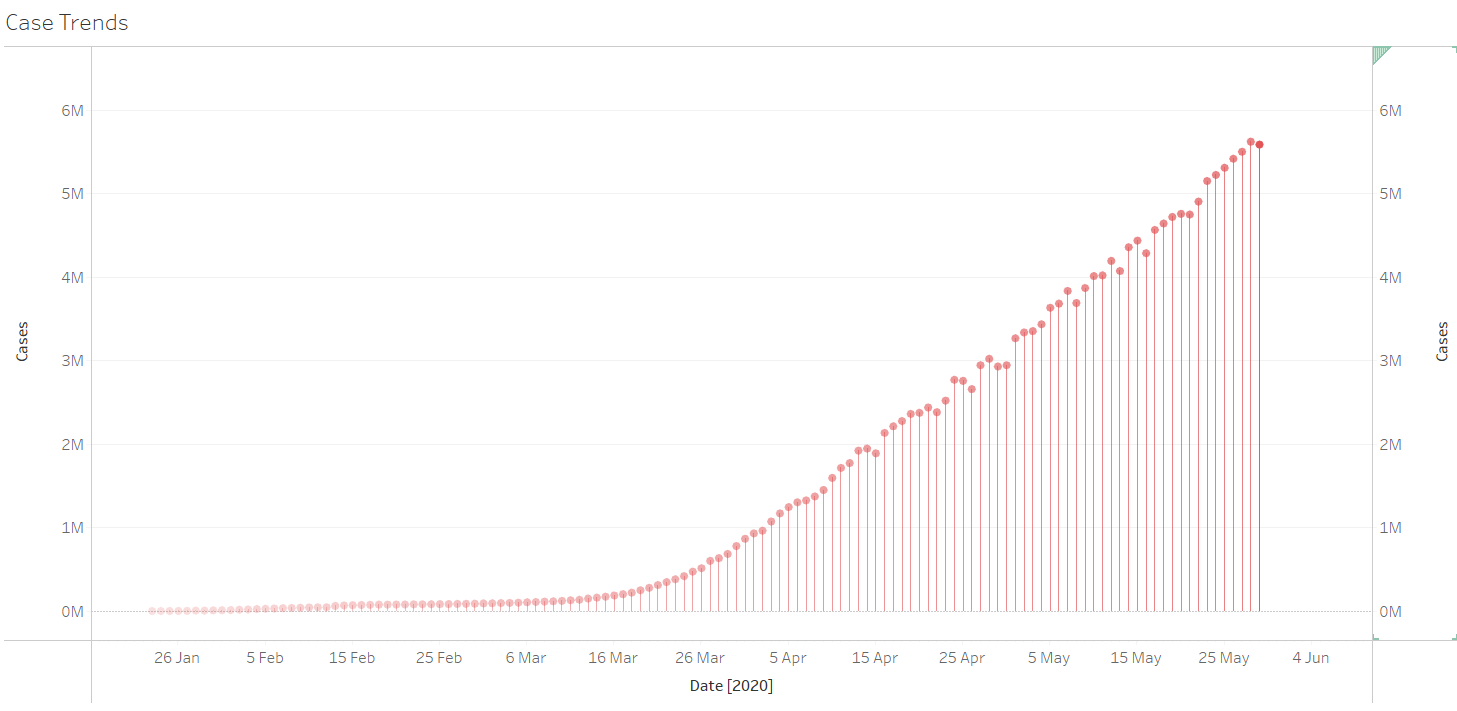 Case Trends
6M 6M
5M 5M
4M 4M
Cases Cases
3M 3M
2M 2M
1M 1M
0M 0M
26 Jan 5 Feb 15 Feb 25 Feb 6 Mar 16 Mar 26 Mar 5 Apr 15 Apr 25 Apr 5 May 15 May 25 May 4 Jun
Date [2020]